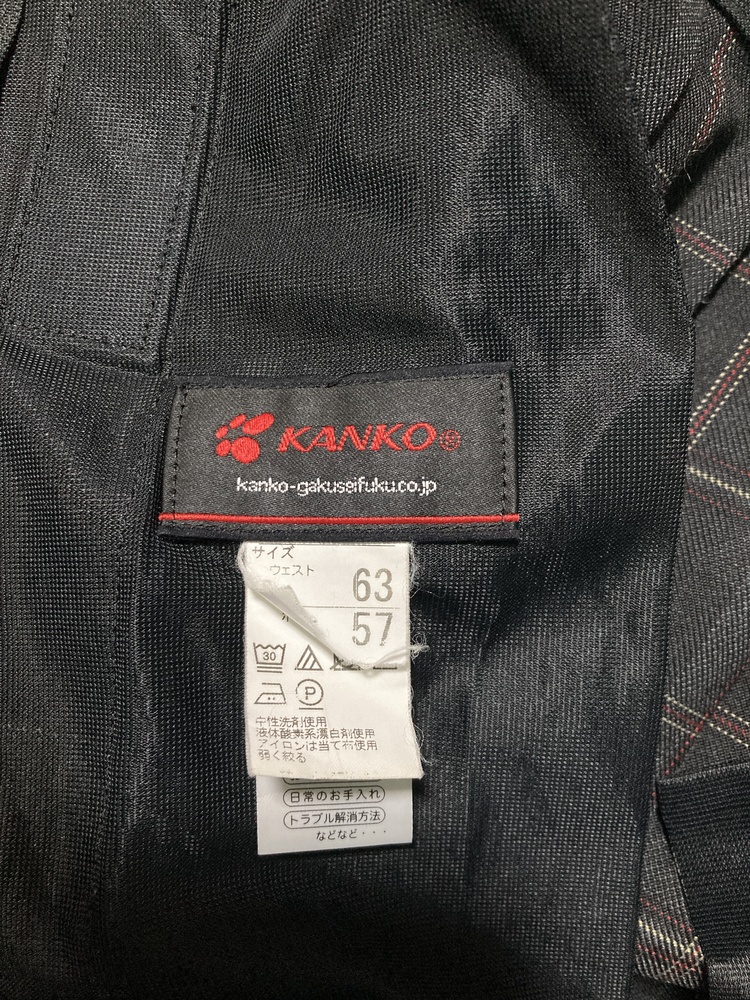 KANKO®
kanko-gakuseifuku.co.jp
サイズ
ウェスト 63
57
30
P
中性洗剤使用
液体酸素系漂白剤使用
アイロンは当て布使用
弱く絞る
日常のお手入れ
トラブル解消方法
などなど・・・